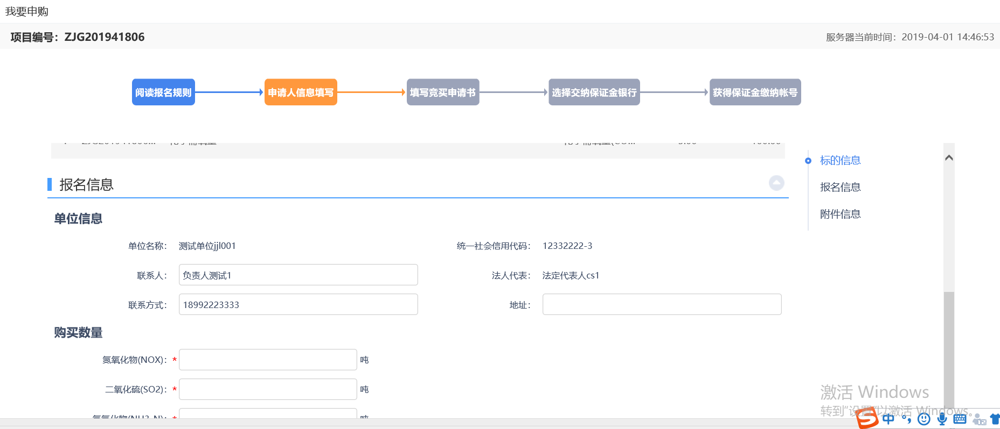 我要申购
项目编号：ZJG201941806
服务器当前时间：2019-04-01 14:46:53
阅读报名规则
申请人信息填写
填写竞买申请书
选择交纳保证金银行
获得保证金缴纳帐号
标的信息
报名信息
附件信息
报名信息
单位信息
单位名称： 测试单位jjl001
统一社会信用代码： 12332222-3
联系人： 负责人测试1
法人代表： 法定代表人cs1
联系方式： 18992223333
地址：
购买数量
氮氧化物(NOX)：* 吨
二氧化硫(SO2)：* 吨
激活 Windows
转到“设置”以激活 Windows。
中